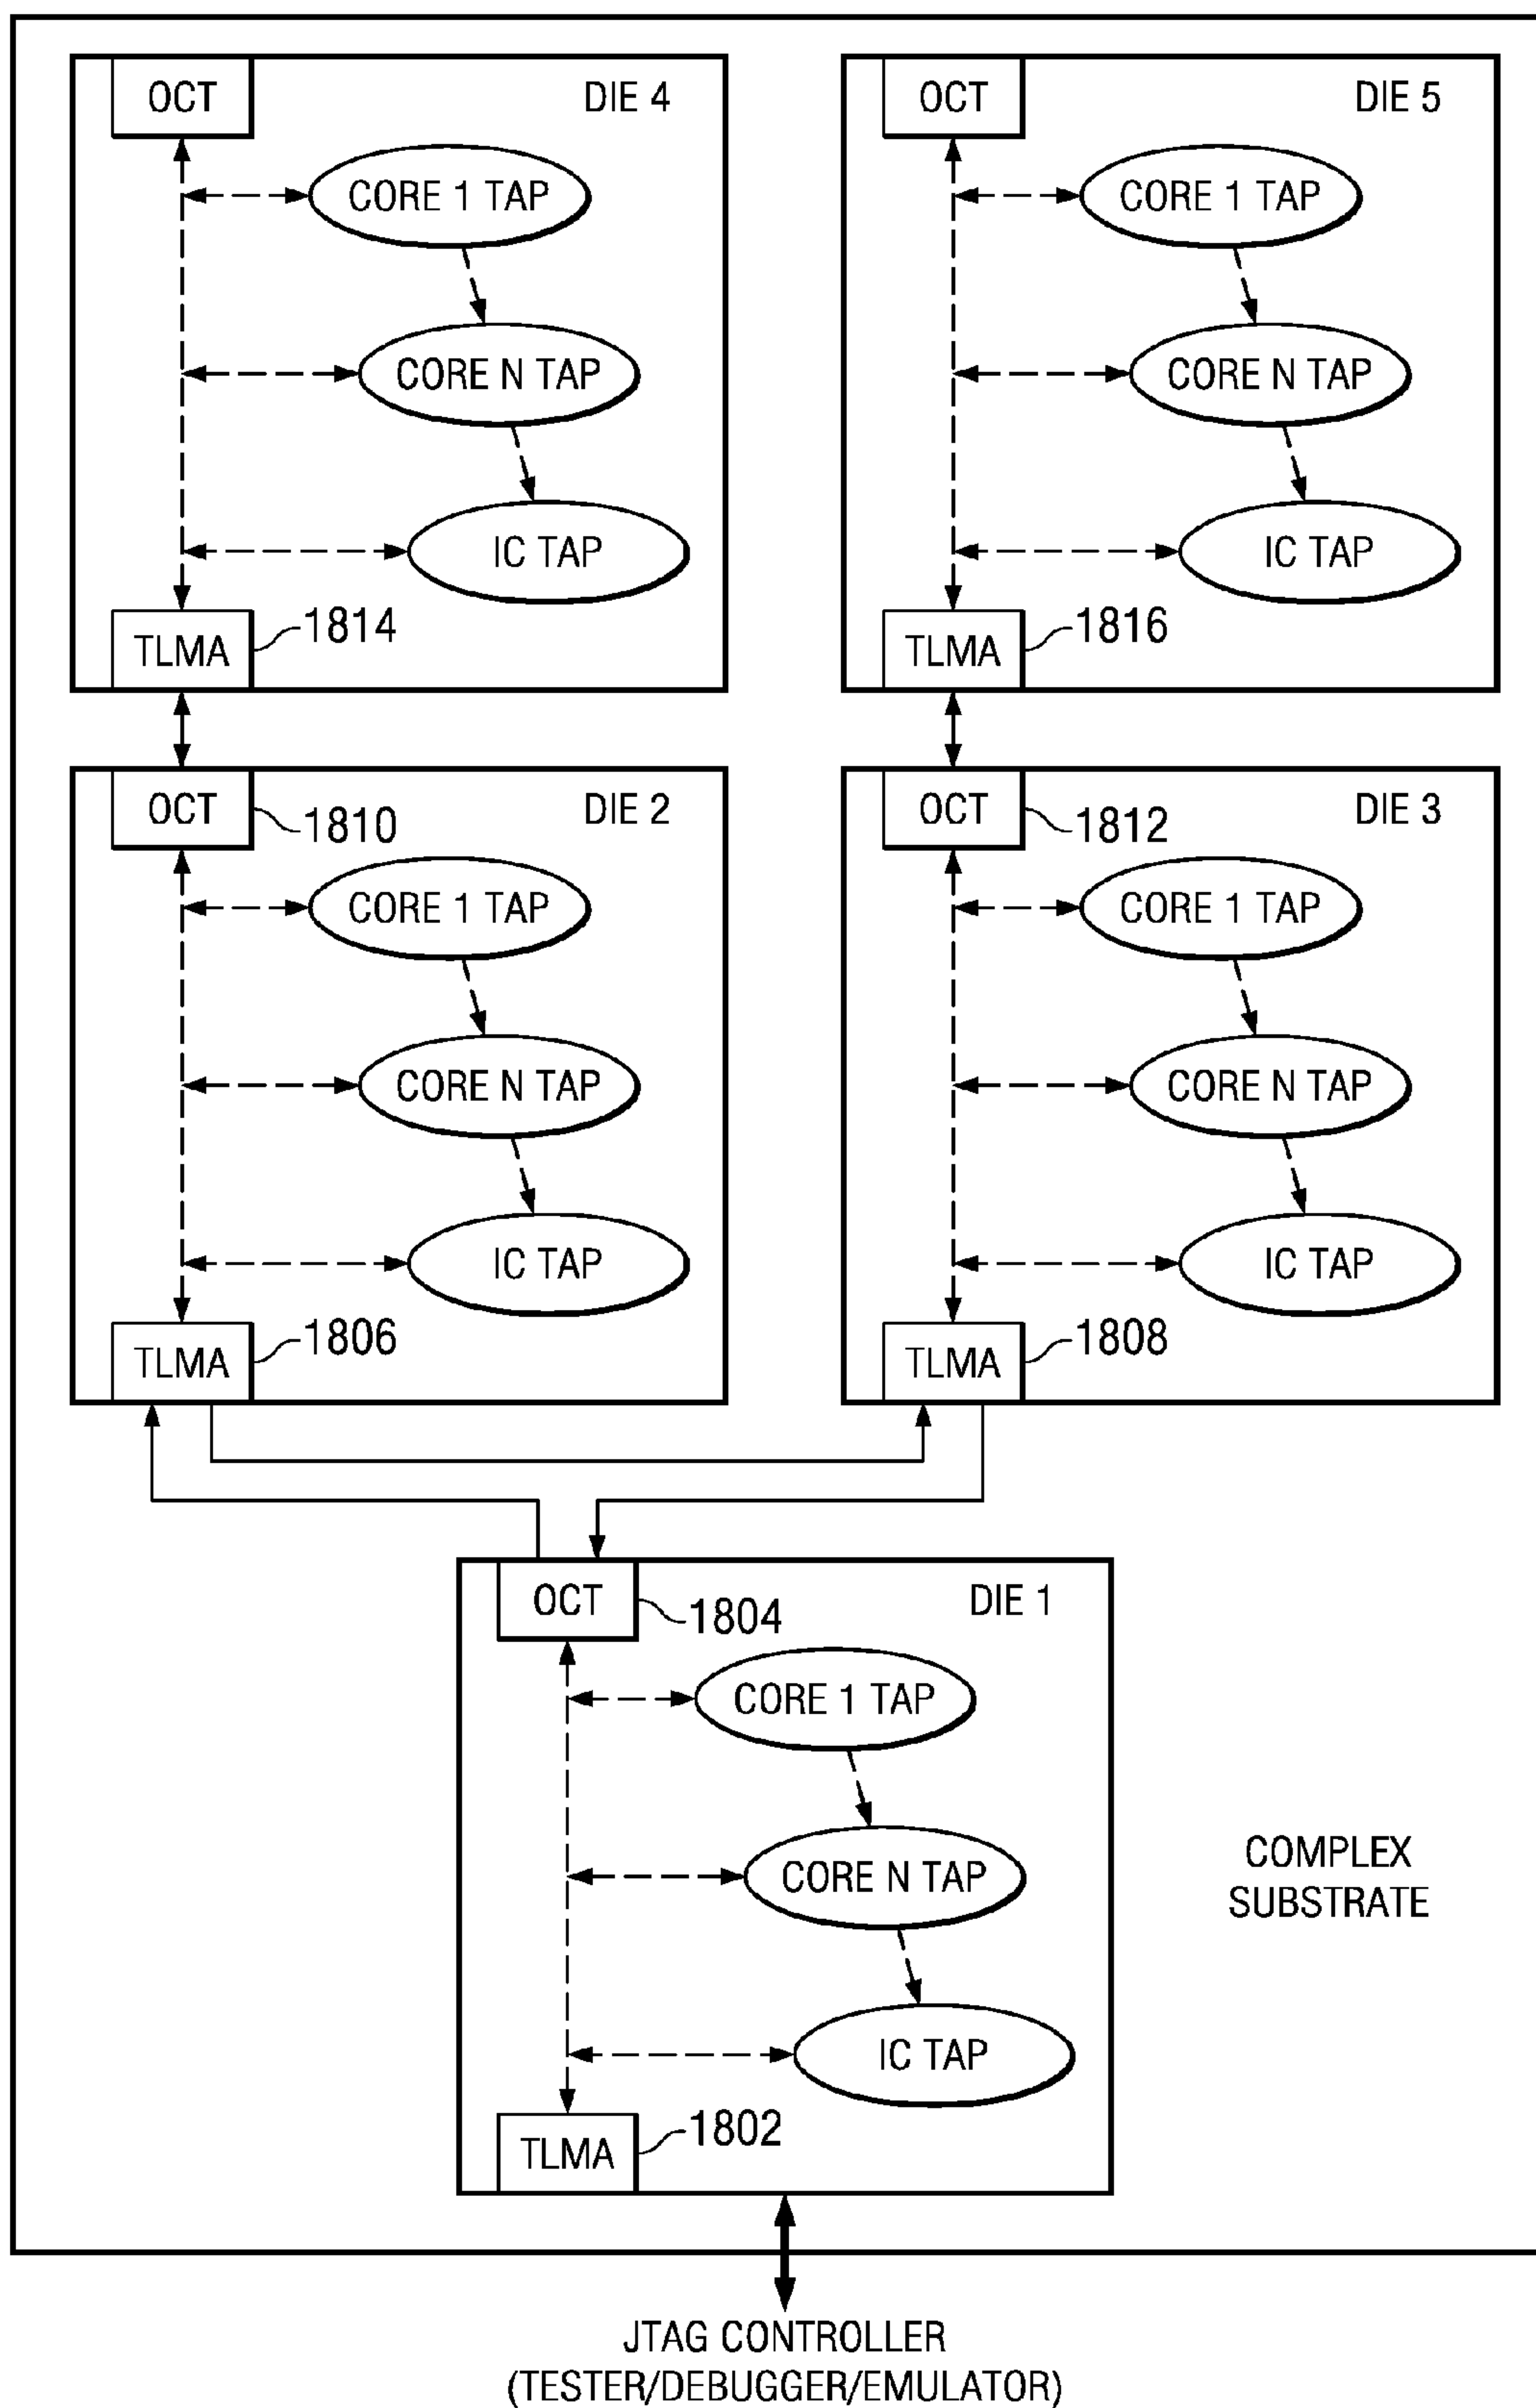 OCT
DIE 4
CORE 1 TAP
CORE N TAP
IC TAP
TLMA
1814
OCT
DIE 5
CORE 1 TAP
CORE N TAP
IC TAP
TLMA
1816
OCT
1810
DIE 2
CORE 1 TAP
CORE N TAP
IC TAP
TLMA
1806
OCT
1812
DIE 3
CORE 1 TAP
CORE N TAP
IC TAP
TLMA
1808
OCT
1804
DIE 1
CORE 1 TAP
CORE N TAP
IC TAP
TLMA
1802
COMPLEX
SUBSTRATE
JTAG CONTROLLER
(TESTER/DEBUGGER/EMULATOR)